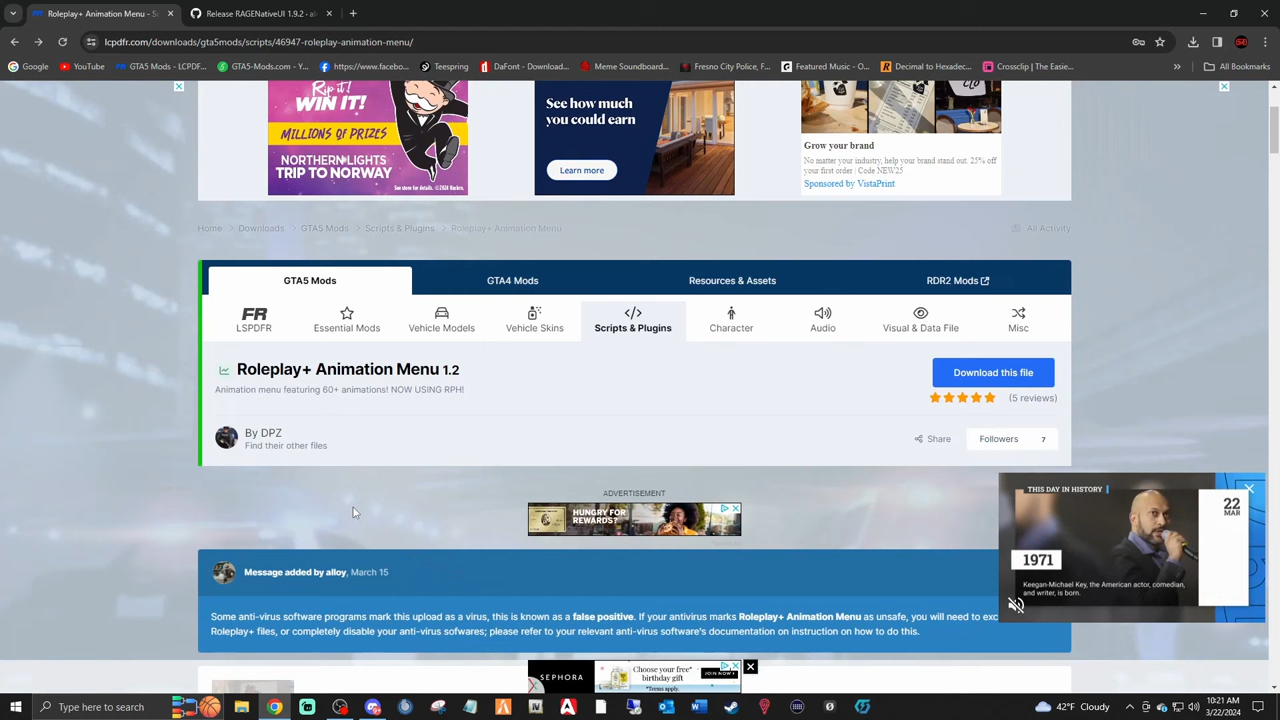 Roleplay+ Animation Menu - S
Release RAGENativeUI 1.9.2 - al
lcpdfr.com/downloads/gta5mods/scripts/46947-roleplay-animation-menu/
Google
YouTube
GTA5 Mods - LCPDF...
GTA5-Mods.com - Y...
https://www.facebo...
Teespring
DaFont - Download...
Meme Soundboard...
Fresno City Police, F...
Featured Music - O...
Decimal to Hexadec...
Crossclip | The Easie...
All Bookmarks
Rip it!
WIN IT!
MILLIONS OF PRIZES
NORTHERN LIGHTS
TRIP TO NORWAY
See how much
you could earn
Learn more
Grow your brand
No matter your industry, help your brand stand out. 25% off
your first order | Code NEW25
Sponsored by VistaPrint
Home
Downloads
GTA5 Mods
Scripts & Plugins
Roleplay+ Animation Menu
All Activity
GTA5 Mods
GTA4 Mods
Resources & Assets
RDR2 Mods
LSPDFR
Essential Mods
Vehicle Models
Vehicle Skins
Scripts & Plugins
Character
Audio
Visual & Data File
Misc
Roleplay+ Animation Menu 1.2
Animation menu featuring 60+ animations! NOW USING RPH!
Download this file
(5 reviews)
By DPZ
Find their other files
Share
Followers 7
ADVERTISEMENT
HUNGRY FOR
REWARDS?
THIS DAY IN HISTORY
22
MAR
1971
Keegan-Michael Key, the American actor, comedian,
and writer, is born.
Message added by alloy, March 15
Some anti-virus software programs mark this upload as a virus, this is known as a false positive. If your antivirus marks Roleplay+ Animation Menu as unsafe, you will need to exc
Roleplay+ files, or completely disable your anti-virus sofwares; please refer to your relevant anti-virus software's documentation on instruction on how to do this.
SEPHORA
Choose your free*
birthday gift
*Terms apply.
JOIN NOW
Type here to search
42°F Cloudy
10:21 AM
3/22/2024